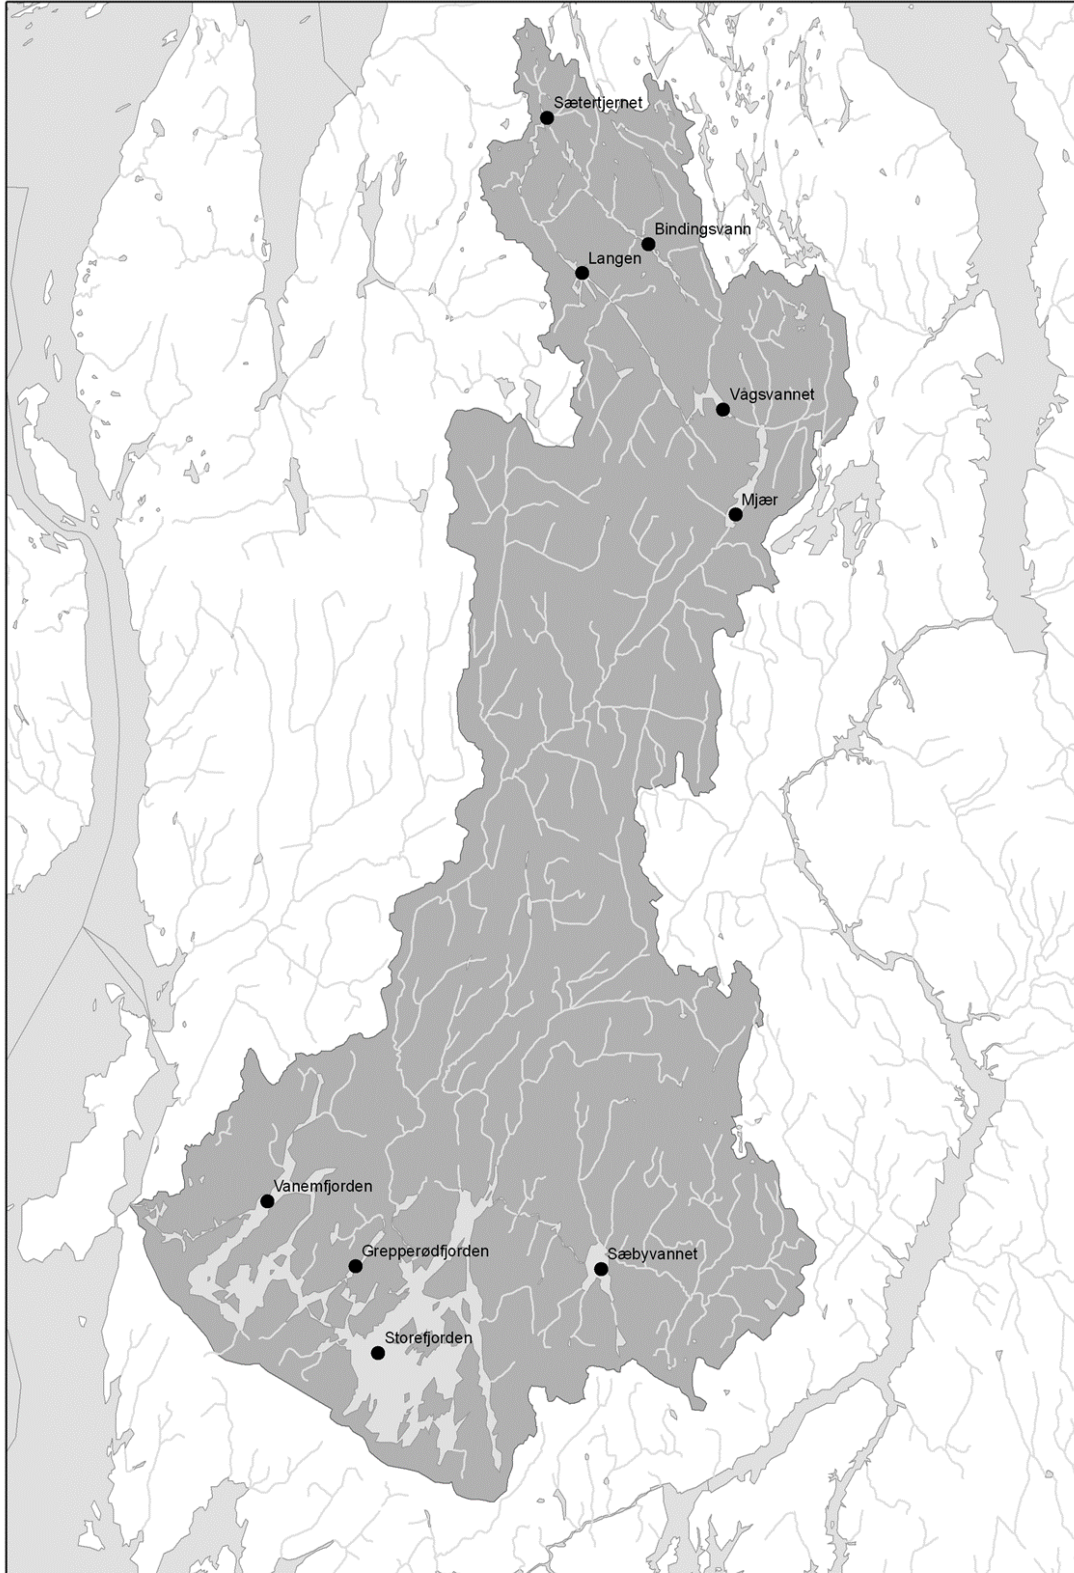 Sætertjernet
Bindingsvann
Langen
Vågsvannet
Mjær
Vanemfjorden
Grepperødfjorden
Sæbyvannet
Storefjorden